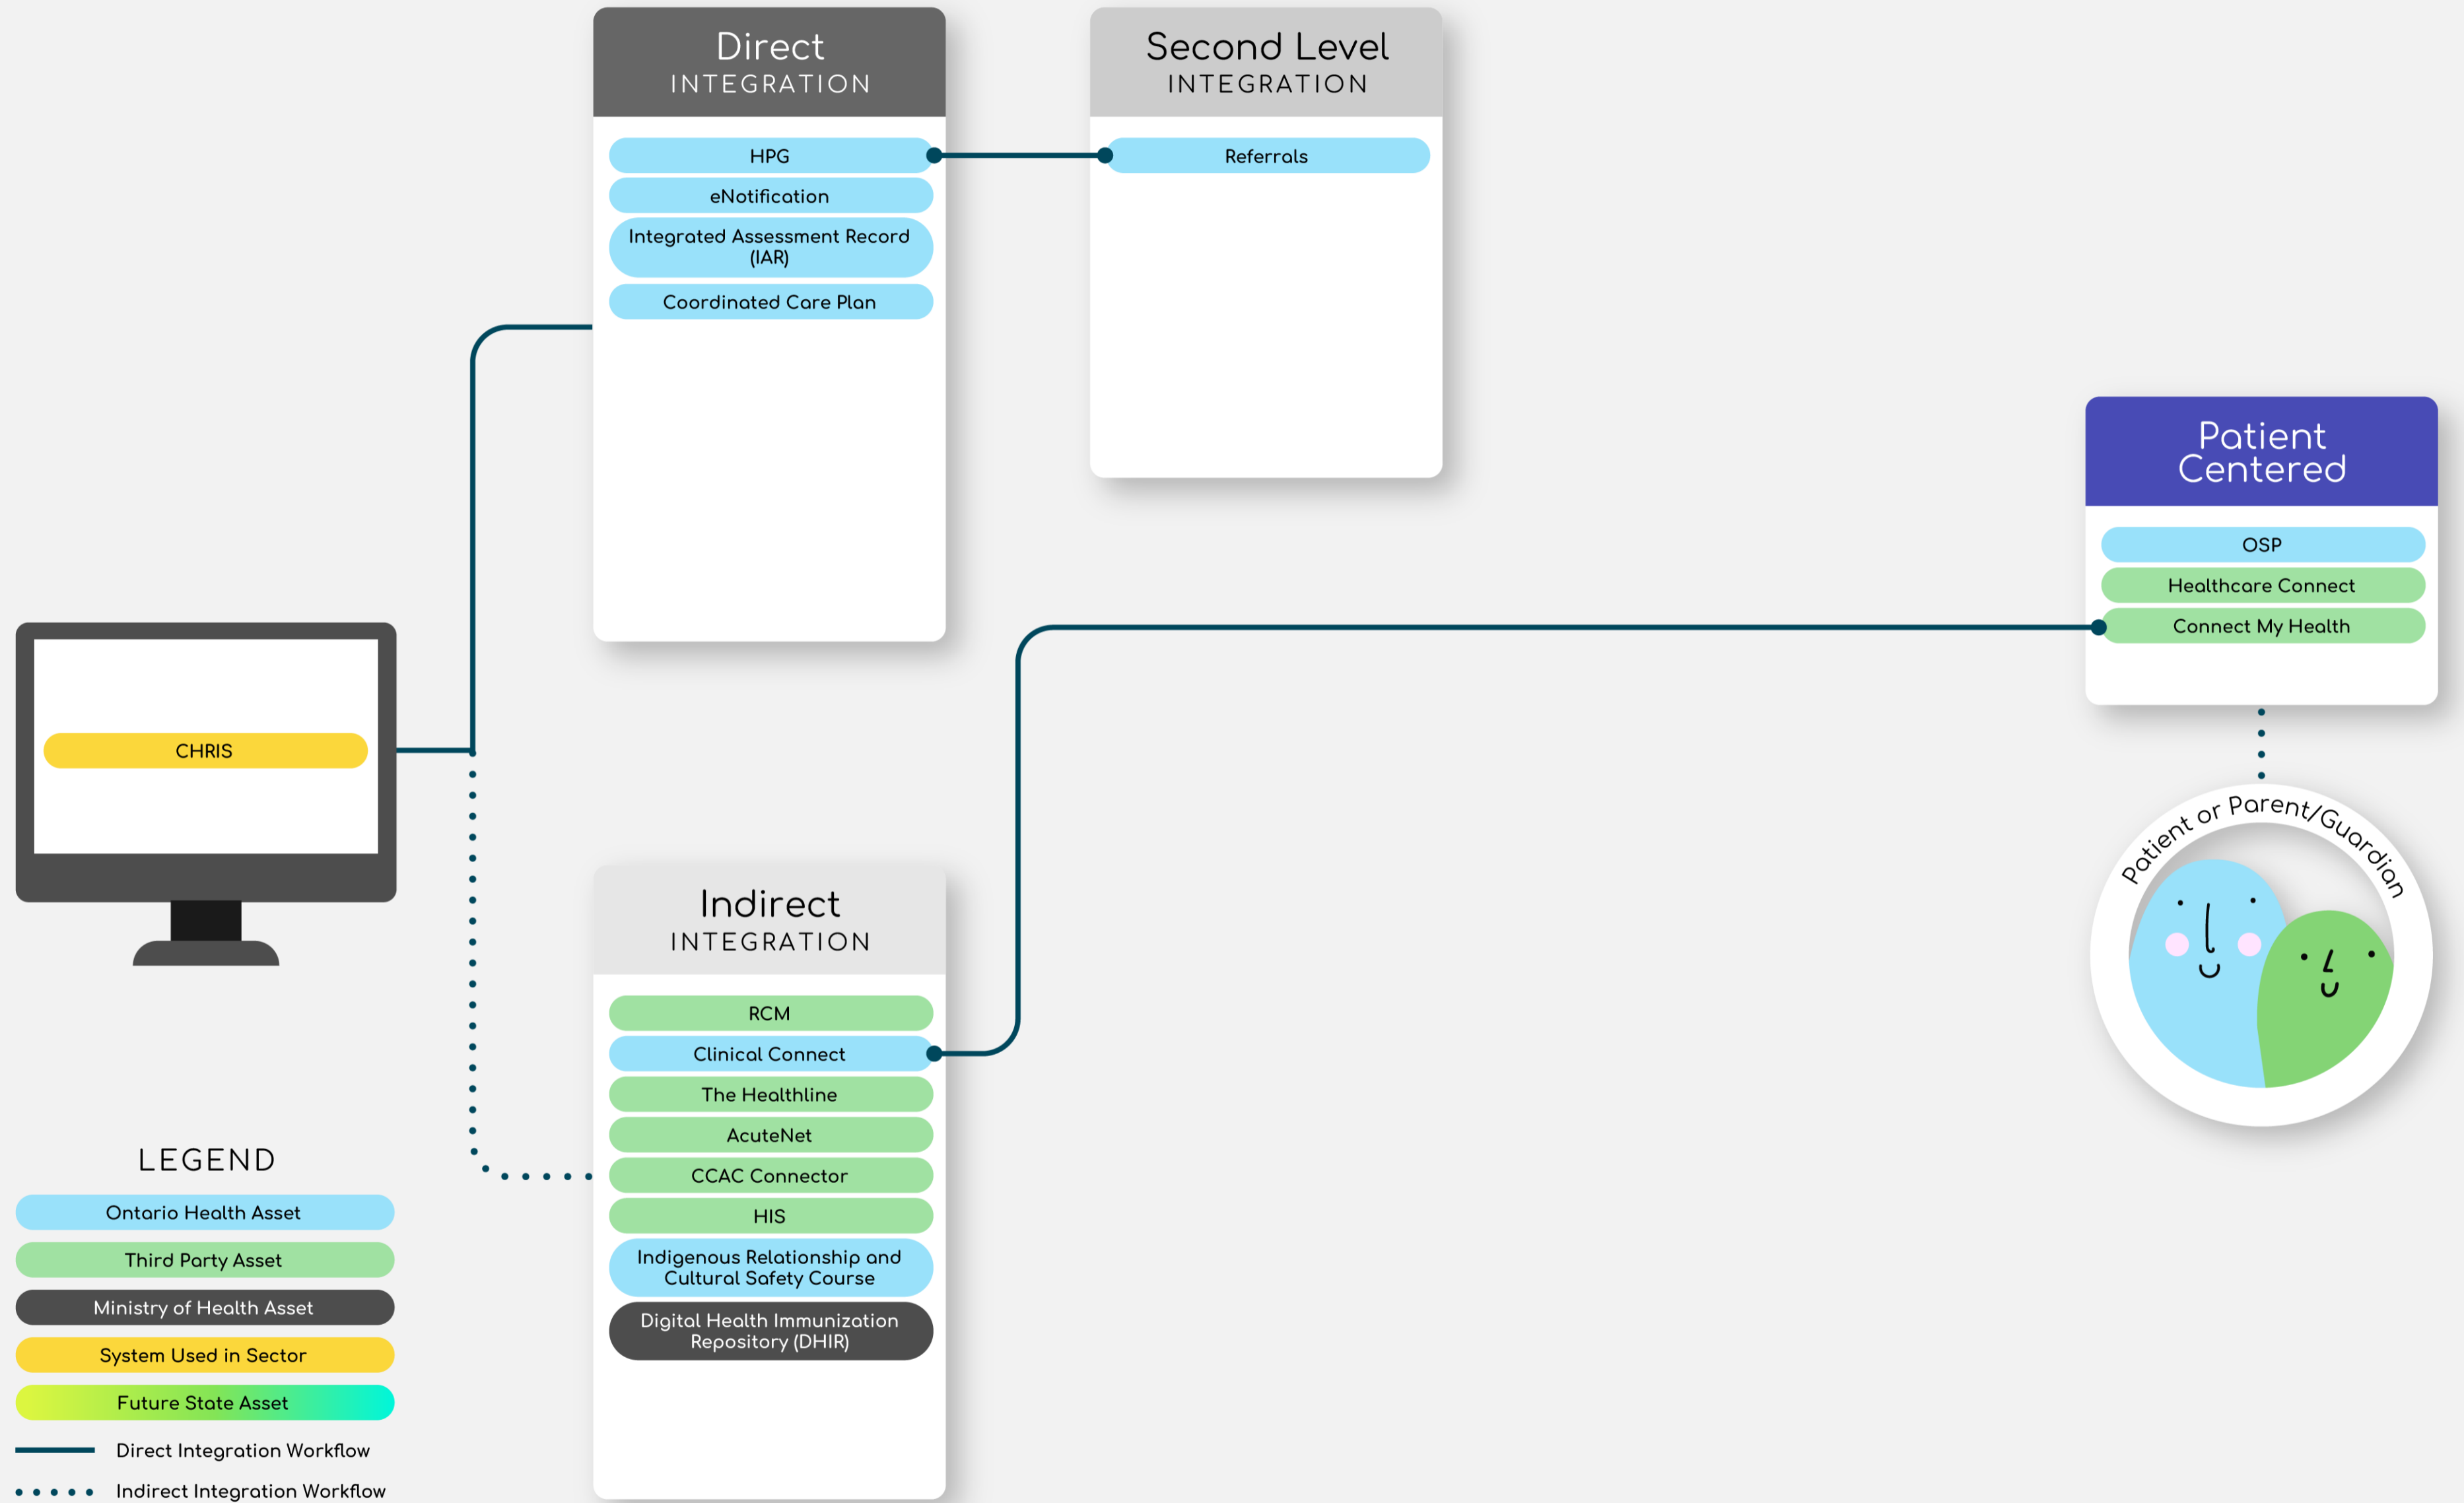 Direct
INTEGRATION
HPG
eNotification
Integrated Assessment Record
(IAR)
Coordinated Care Plan
Second Level
INTEGRATION
Referrals
Patient
Centered
OSP
Healthcare Connect
Connect My Health
Patient or Parent/Guardian
CHRIS
Indirect
INTEGRATION
RCM
Clinical Connect
The Healthline
AcuteNet
CCAC Connector
HIS
Indigenous Relationship and
Cultural Safety Course
Digital Health Immunization
Repository (DHIR)
LEGEND
Ontario Health Asset
Third Party Asset
Ministry of Health Asset
System Used in Sector
Future State Asset
Direct Integration Workflow
Indirect Integration Workflow